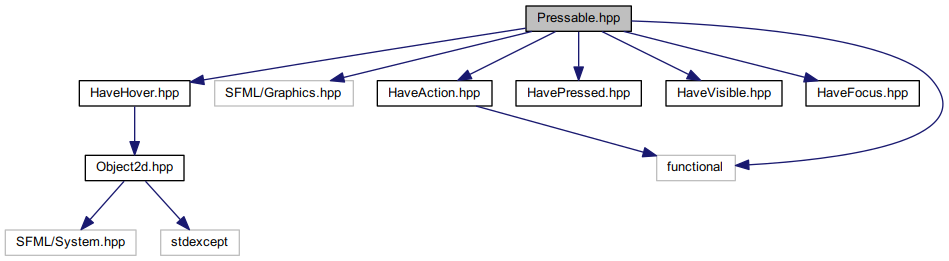 Pressable.hpp
HaveHover.hpp
SFML/Graphics.hpp
HaveAction.hpp
HavePressed.hpp
HaveVisible.hpp
HaveFocus.hpp
Object2d.hpp
functional
SFML/System.hpp
stdexcept